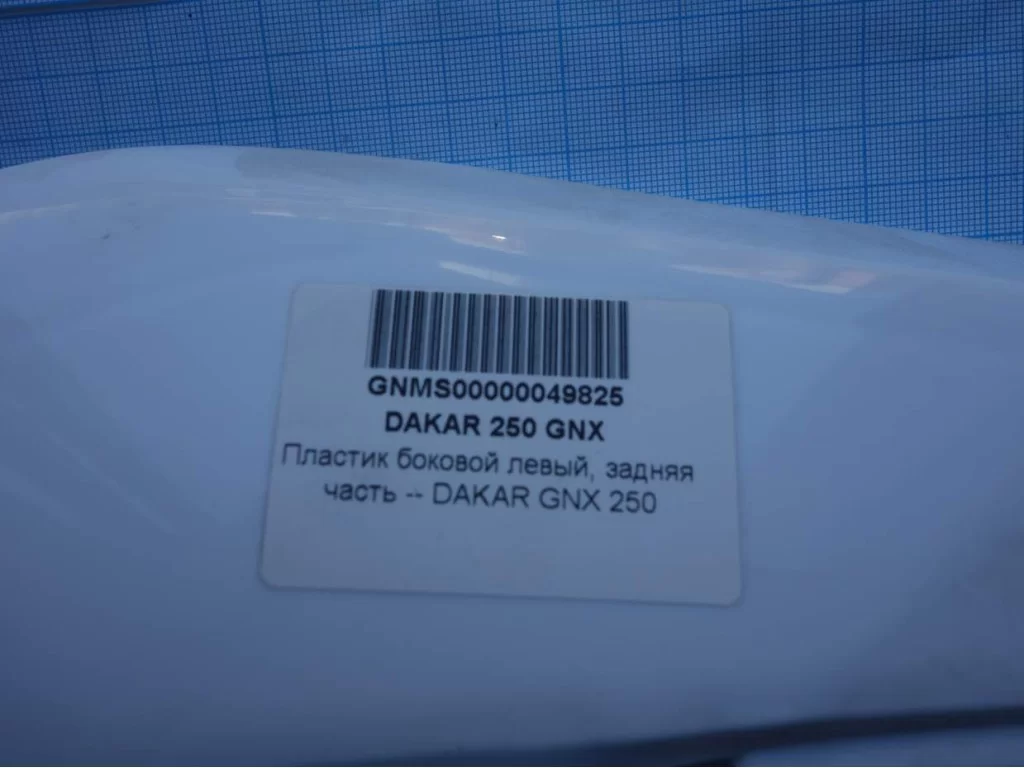 GNMS00000049825
DAKAR 250 GNX
Пластик боковой левый, задняя
часть -- DAKAR GNX 250